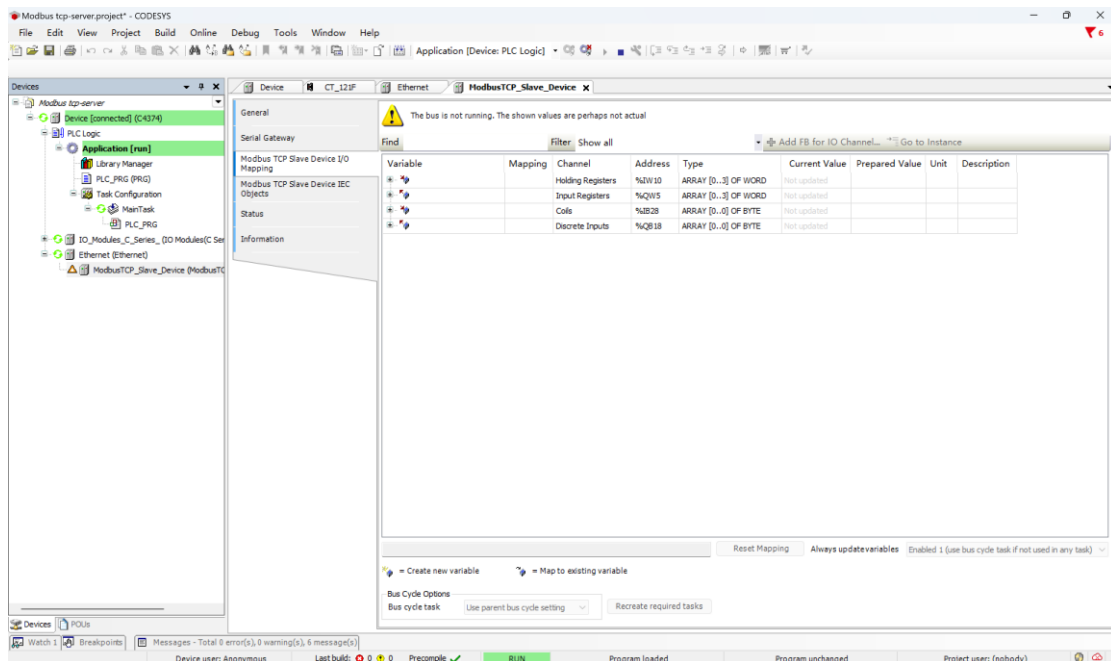 Modbus tcp-server.project* - CODESYS
File Edit View Project Build Online Debug Tools Window Help
Application [Device: PLC Logic]
6
Devices
Modbus tcp-server
Device [connected] (C4374)
PLC Logic
Application [run]
Library Manager
PLC_PRG (PRG)
Task Configuration
MainTask
PLC_PRG
IO_Modules_C_Series_ (IO Modules(C Ser
Ethernet (Ethernet)
ModbusTCP_Slave_Device (ModbusTC
Devices POUs
Device CT_121F Ethernet ModbusTCP_Slave_Device
General
Serial Gateway
Modbus TCP Slave Device I/O
Mapping
Modbus TCP Slave Device IEC
Objects
Status
Information
The bus is not running. The shown values are perhaps not actual
Find Filter Show all Add FB for IO Channel... Go to Instance
Variable Mapping Channel Address Type Current Value Prepared Value Unit Description
Holding Registers %IW10 ARRAY [0..3] OF WORD Not updated
Input Registers %QW5 ARRAY [0..3] OF WORD Not updated
Coils %IB28 ARRAY [0..0] OF BYTE Not updated
Discrete Inputs %QB18 ARRAY [0..0] OF BYTE Not updated
Reset Mapping Always update variables Enabled 1 (use bus cycle task if not used in any task)
= Create new variable = Map to existing variable
Bus Cycle Options
Bus cycle task Use parent bus cycle setting Recreate required tasks
Watch 1 Breakpoints Messages - Total 0 error(s), 0 warning(s), 6 message(s)
Device user: Anonymous Last build: 0 0 Precompile RUN Program loaded Program unchanged Project user: (nobody)